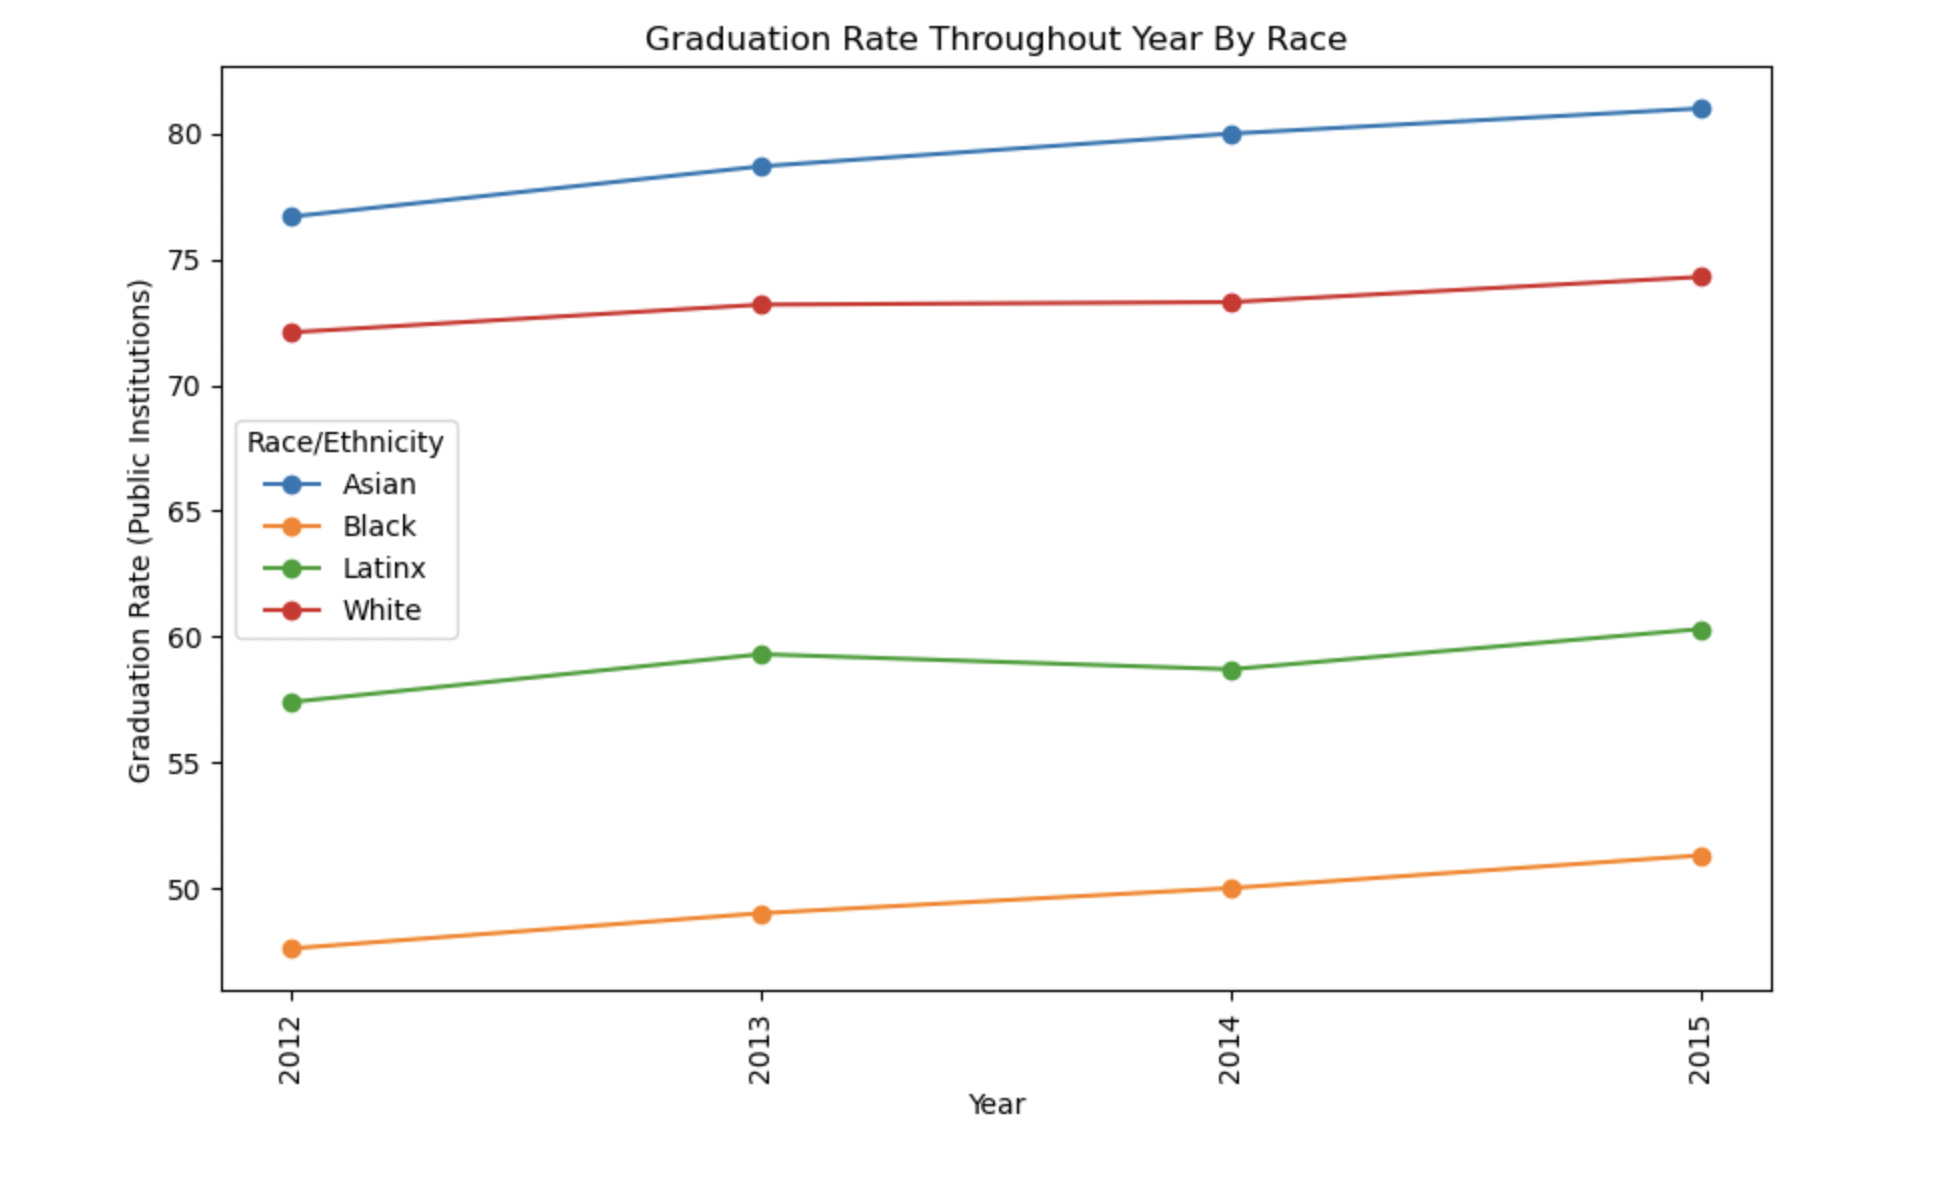 Graduation Rate Throughout Year By Race
Graduation Rate (Public Institutions)
80
75
70
65
60
55
50
Race/Ethnicity
Asian
Black
Latinx
White
2012
2013
2014
2015
Year